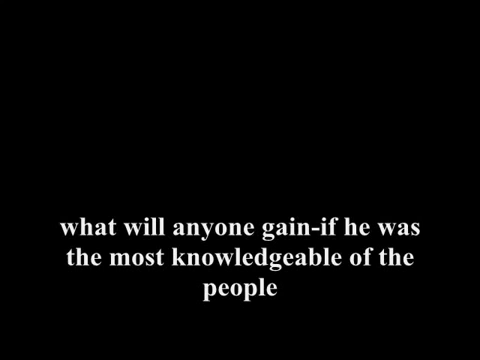 what will anyone gain-if he was
the most knowledgeable of the
people